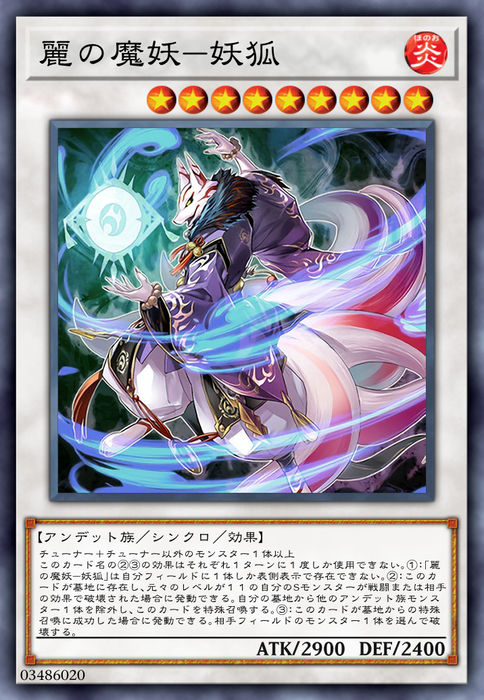 麗の魔妖－妖狐
ほのお
炎
【アンデット族／シンクロ／効果】
チューナー＋チューナー以外のモンスター１体以上
このカード名の②③の効果はそれぞれ１ターンに１度しか使用できない。①：「麗
の魔妖－妖狐」は自分フィールドに１体しか表側表示で存在できない。②：このカ
ードが墓地に存在し、元々のレベルが１１の自分のSモンスターが戦闘または相手
の効果で破壊された場合に発動できる。自分の墓地から他のアンデット族モンス
ター１体を除外し、このカードを特殊召喚する。③：このカードが墓地からの特殊
召喚に成功した場合に発動できる。相手フィールドのモンスター１体を選んで破
壊する。
ATK/2900 DEF/2400
03486020